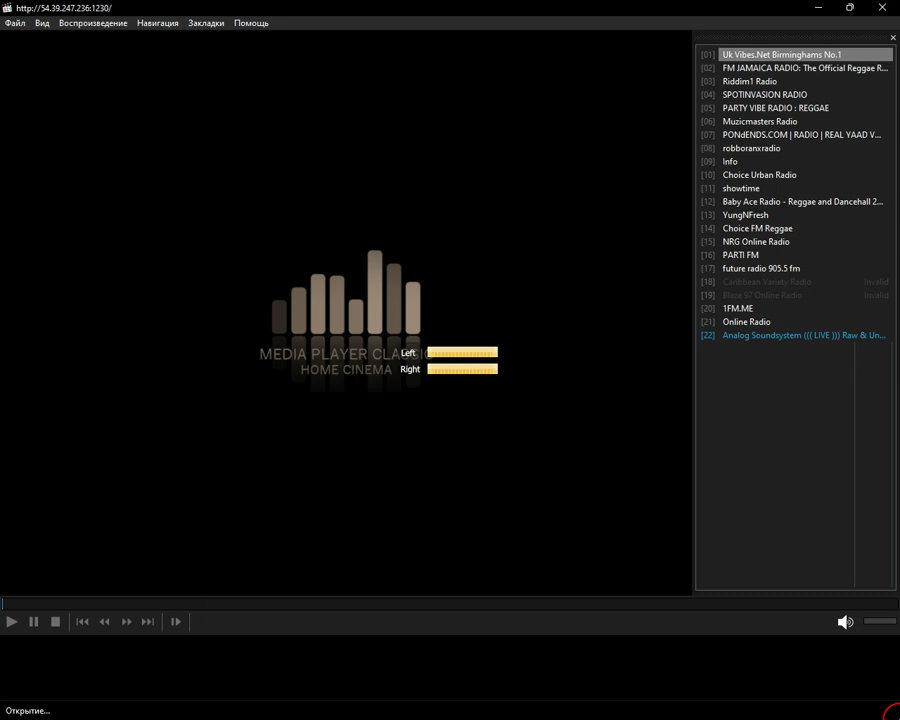 http://54.39.247.236:1230/
Файл Вид Воспроизведение Навигация Закладки Помощь
[01] Uk Vibes.Net Birminghams No.1
[02] FM JAMAICA RADIO: The Official Reggae R...
[03] Riddim1 Radio
[04] SPOTINVASION RADIO
[05] PARTY VIBE RADIO : REGGAE
[06] Muzicmasters Radio
[07] PONdENDS.COM | RADIO | REAL YAAD V...
[08] robboranxradio
[09] Info
[10] Choice Urban Radio
[11] showtime
[12] Baby Ace Radio - Reggae and Dancehall 2...
[13] YungNFresh
[14] Choice FM Reggae
[15] NRG Online Radio
[16] PARTI FM
[17] future radio 905.5 fm
[18] Caribbean Variety Radio Invalid
[19] Blaze 97 Online Radio Invalid
[20] 1FM.ME
[21] Online Radio
[22] Analog Soundsystem ((( LIVE ))) Raw & Un...
MEDIA PLAYER CLASSIC
HOME CINEMA
Left
Right
Открытие...